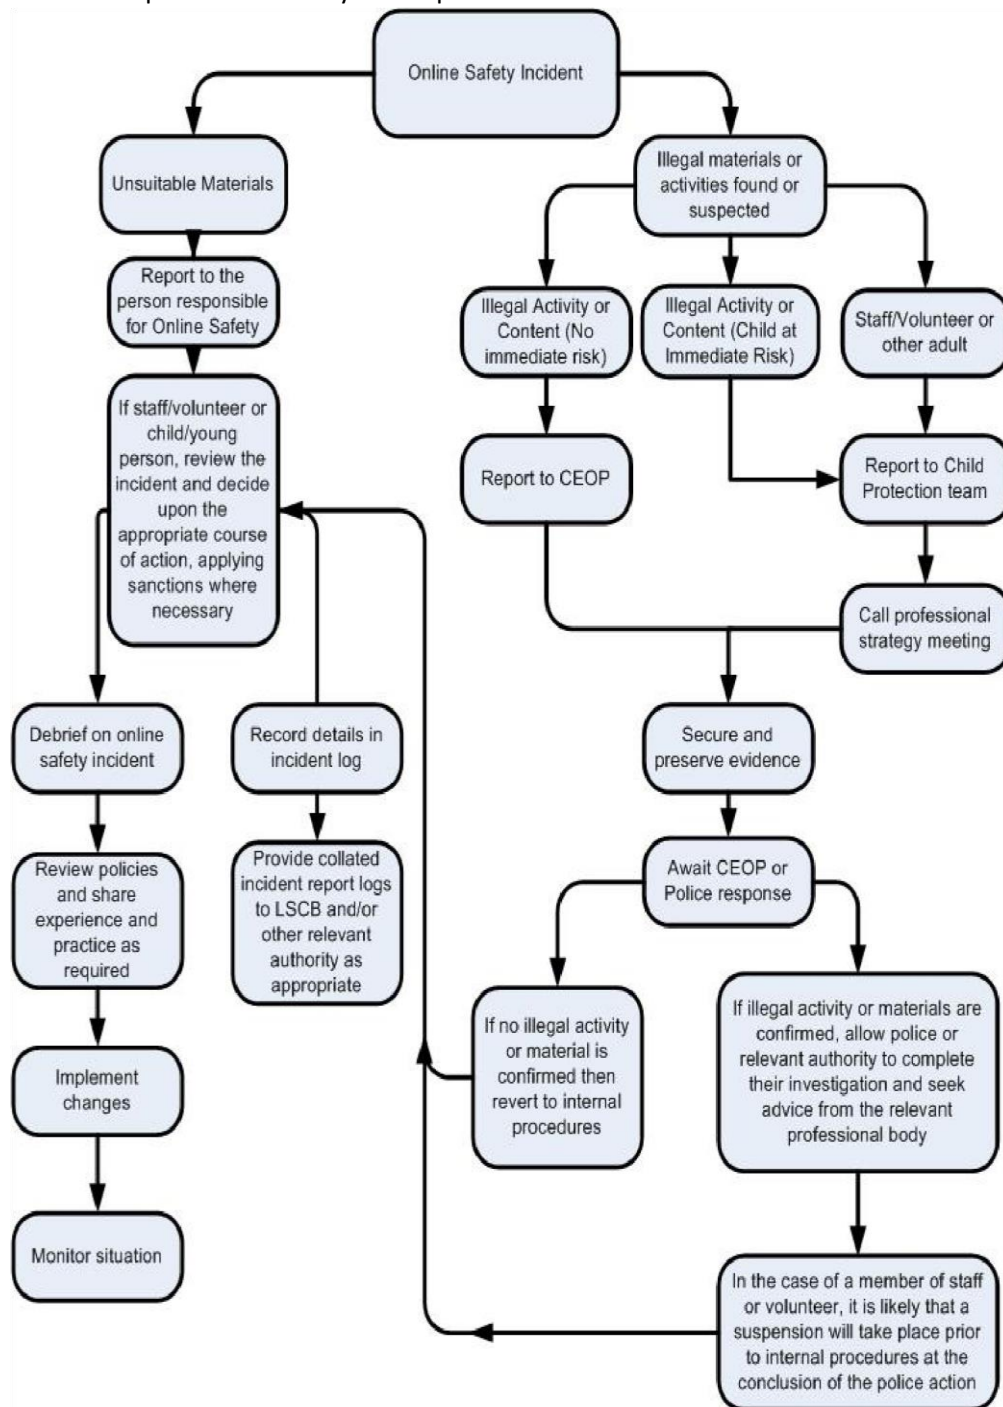 Online Safety Incident
Unsuitable Materials
Report to the
person responsible
for Online Safety
If staff/volunteer or
child/young
person, review the
incident and decide
upon the
appropriate course
of action, applying
sanctions where
necessary
Debrief on online
safety incident
Review policies
and share
experience and
practice as
required
Implement
changes
Monitor situation
Record details in
incident log
Provide collated
incident report logs
to LSCB and/or
other relevant
authority as
appropriate
Illegal materials or
activities found or
suspected
Illegal Activity or
Content (No
immediate risk)
Illegal Activity or
Content (Child at
Immediate Risk)
Staff/Volunteer or
other adult
Report to CEOP
Report to Child
Protection team
Call professional
strategy meeting
Secure and
preserve evidence
Await CEOP or
Police response
If no illegal activity
or material is
confirmed then
revert to internal
procedures
If illegal activity or materials are
confirmed, allow police or
relevant authority to complete
their investigation and seek
advice from the relevant
professional body
In the case of a member of staff
or volunteer, it is likely that a
suspension will take place prior
to internal procedures at the
conclusion of the police action